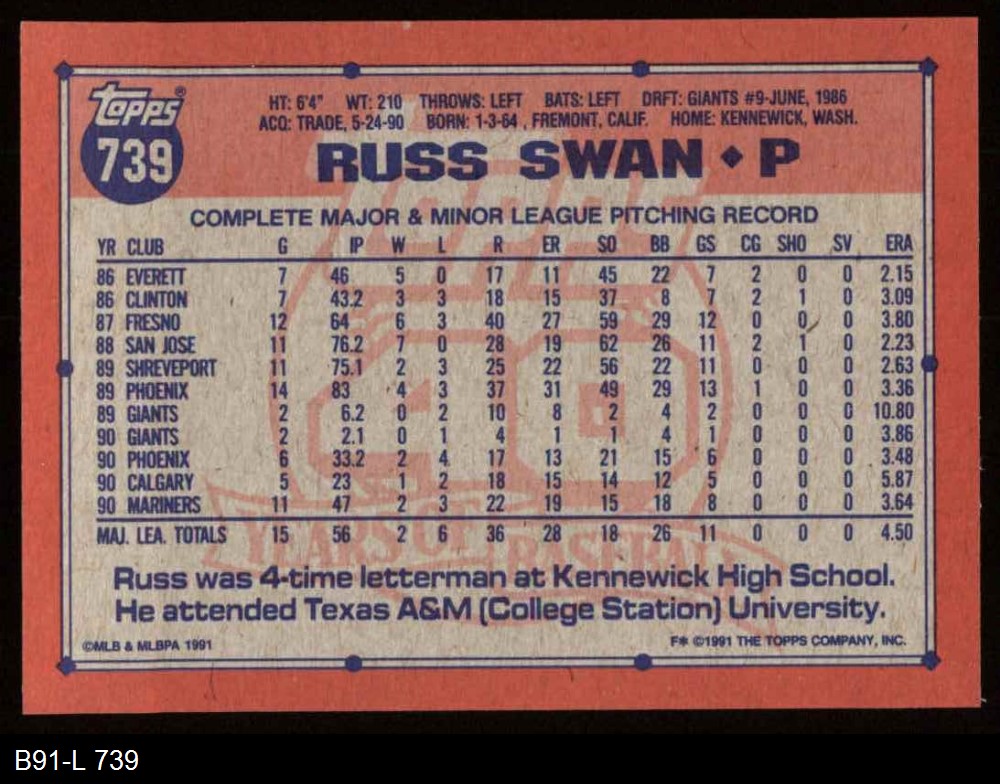 Topps®
739
HT: 6'4" WT: 210 THROWS: LEFT BATS: LEFT DRFT: GIANTS #9-JUNE, 1986
ACQ: TRADE, 5-24-90 BORN: 1-3-64 , FREMONT, CALIF. HOME: KENNEWICK, WASH.
RUSS SWAN ◆ P
COMPLETE MAJOR & MINOR LEAGUE PITCHING RECORD
YR CLUB G IP W L R ER SO BB GS CG SHO SV ERA
86 EVERETT 7 46 5 0 17 11 45 22 7 2 0 0 2.15
86 CLINTON 7 43.2 3 3 18 15 37 8 7 2 1 0 3.09
87 FRESNO 12 64 6 3 40 27 59 29 12 0 0 0 3.80
88 SAN JOSE 11 76.2 7 0 28 19 62 26 11 2 1 0 2.23
89 SHREVEPORT 11 75.1 2 3 25 22 56 22 11 0 0 0 2.63
89 PHOENIX 14 83 4 3 37 31 49 29 13 1 0 0 3.36
89 GIANTS 2 6.2 0 2 10 8 2 4 2 0 0 0 10.80
90 GIANTS 2 2.1 0 1 4 1 1 4 1 0 0 0 3.86
90 PHOENIX 6 33.2 2 4 17 13 21 15 6 0 0 0 3.48
90 CALGARY 5 23 1 2 18 15 14 12 5 0 0 0 5.87
90 MARINERS 11 47 2 3 22 19 15 18 8 0 0 0 3.64
MAJ. LEA. TOTALS 15 56 2 6 36 28 18 26 11 0 0 0 4.50
Topps
40
YEARS OF BASEBALL
Russ was 4-time letterman at Kennewick High School.
He attended Texas A&M (College Station) University.
©MLB & MLBPA 1991
F* ©1991 THE TOPPS COMPANY, INC.
B91-L 739